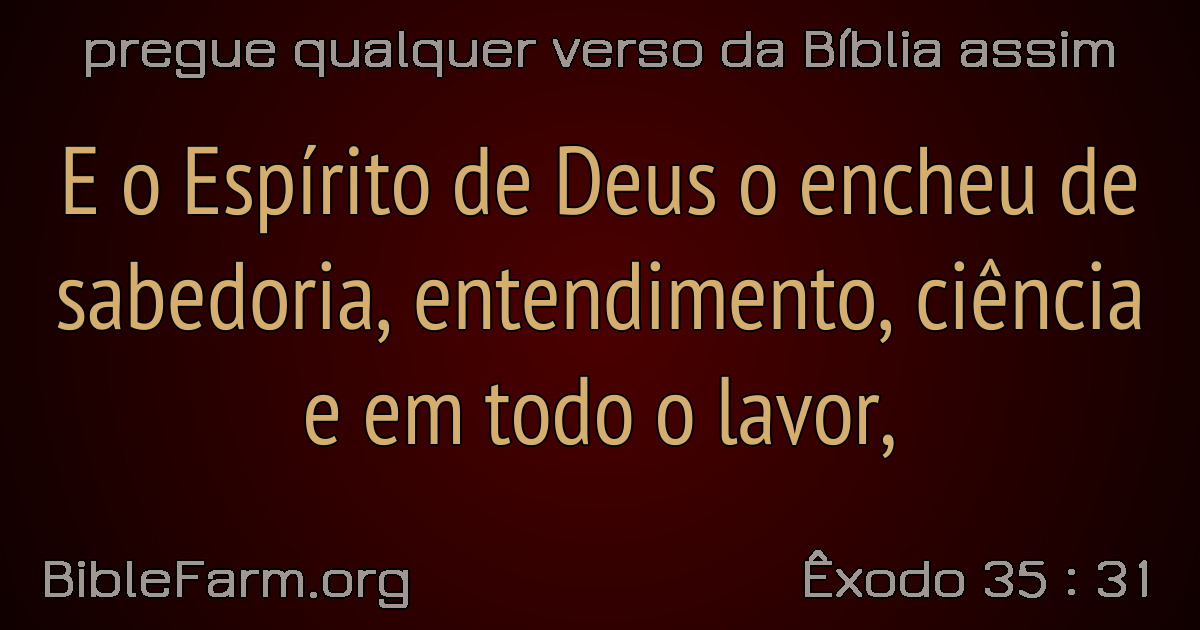 pregue qualquer verso da Bíblia assim
E o Espírito de Deus o encheu de
sabedoria, entendimento, ciência
e em todo o lavor,
BibleFarm.org
Êxodo 35 : 31